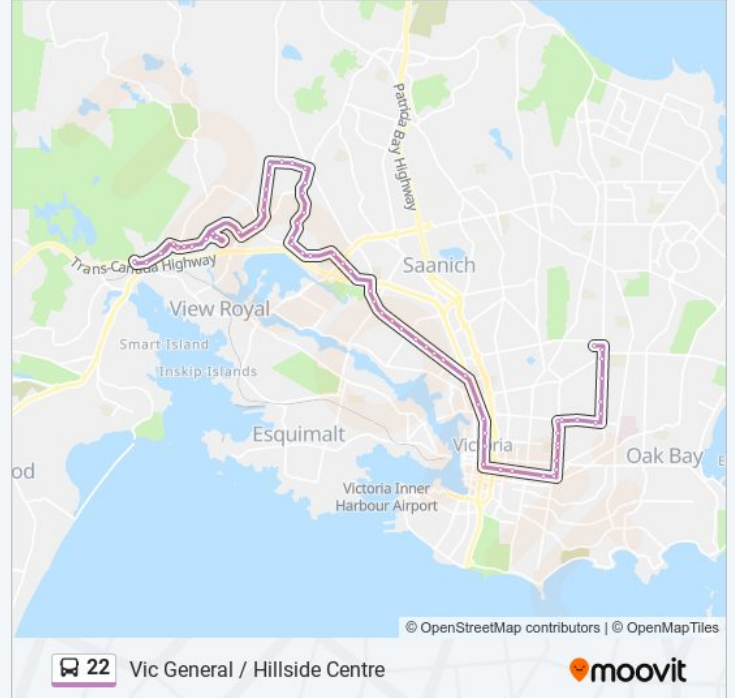 Patricia Bay Highway
Trans-Canada Highway
Saanich
View Royal
Smart Island
Inskip Islands
Esquimalt
Victoria
od
Oak Bay
E
Victoria Inner
Harbour Airport
© OpenStreetMap contributors | © OpenMapTiles
22 Vic General / Hillside Centre
moovit